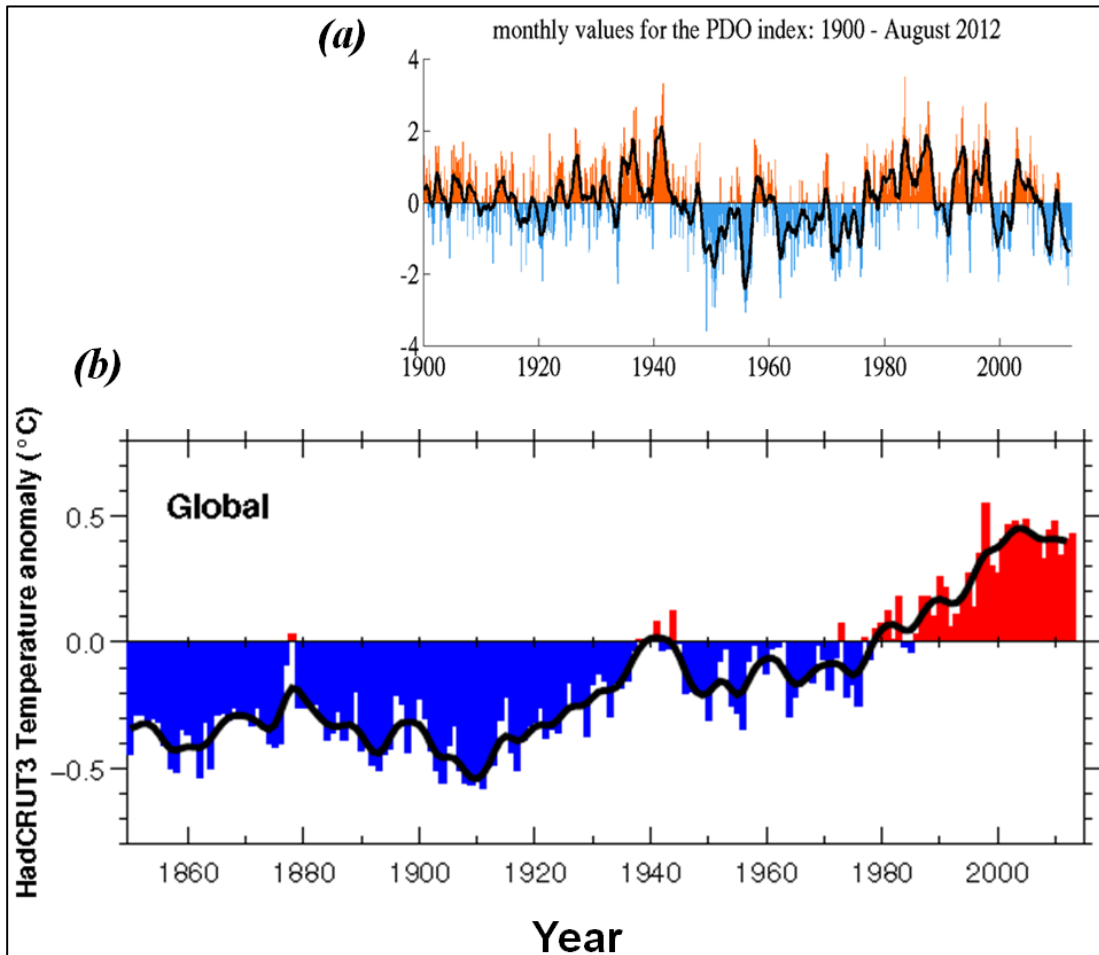 (a)
monthly values for the PDO index: 1900 - August 2012
4
2
0
-2
-4
1900 1920 1940 1960 1980 2000
(b)
HadCRUT3 Temperature anomaly (°C)
Global
0.5
0.0
−0.5
1860 1880 1900 1920 1940 1960 1980 2000
Year